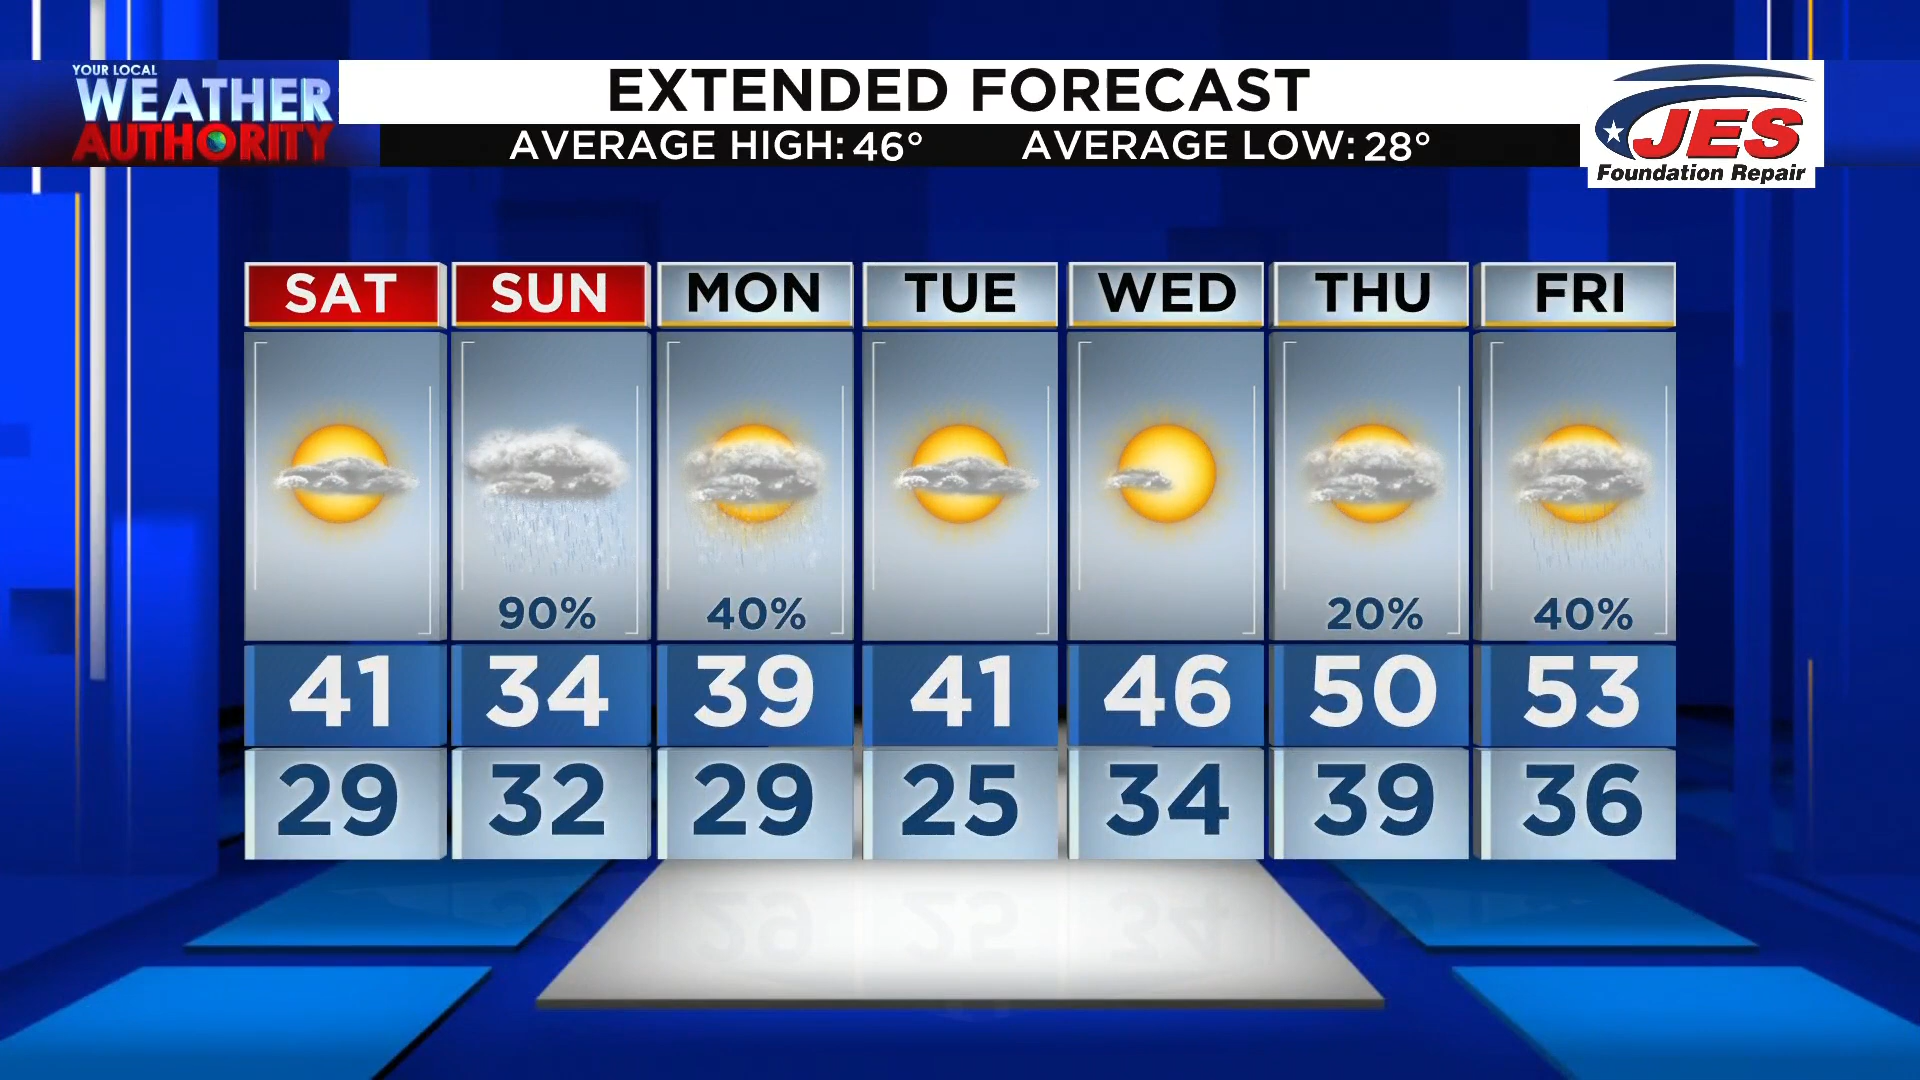 YOUR LOCAL
WEATHER
AUTHORITY
EXTENDED FORECAST
AVERAGE HIGH: 46° AVERAGE LOW: 28°
JES
Foundation Repair
SAT SUN MON TUE WED THU FRI
90% 40% 20% 40%
41 34 39 41 46 50 53
29 32 29 25 34 39 36